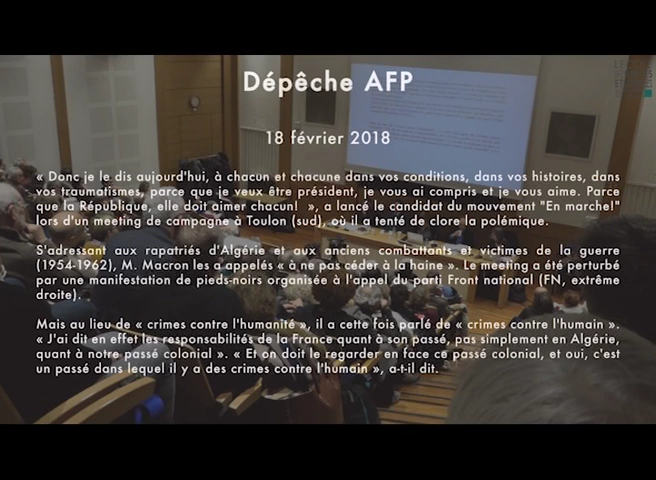 Dépêche AFP
18 février 2018
« Donc je le dis aujourd'hui, à chacun et chacune dans vos conditions, dans vos histoires, dans
vos traumatismes, parce que je veux être président, je vous ai compris et je vous aime. Parce
que la République, elle doit aimer chacun! », a lancé le candidat du mouvement "En marche!"
lors d'un meeting de campagne à Toulon (sud), où il a tenté de clore la polémique.
S'adressant aux rapatriés d'Algérie et aux anciens combattants et victimes de la guerre
(1954-1962), M. Macron les a appelés « à ne pas céder à la haine ». Le meeting a été perturbé
par une manifestation de pieds-noirs organisée à l'appel du parti Front national (FN, extrême
droite).
Mais au lieu de « crimes contre l'humanité », il a cette fois parlé de « crimes contre l'humain ».
« J'ai dit en effet les responsabilités de la France quant à son passé, pas simplement en Algérie,
quant à notre passé colonial ». « Et on doit le regarder en face ce passé colonial, et oui, c'est
un passé dans lequel il y a des crimes contre l'humain », a-t-il dit.